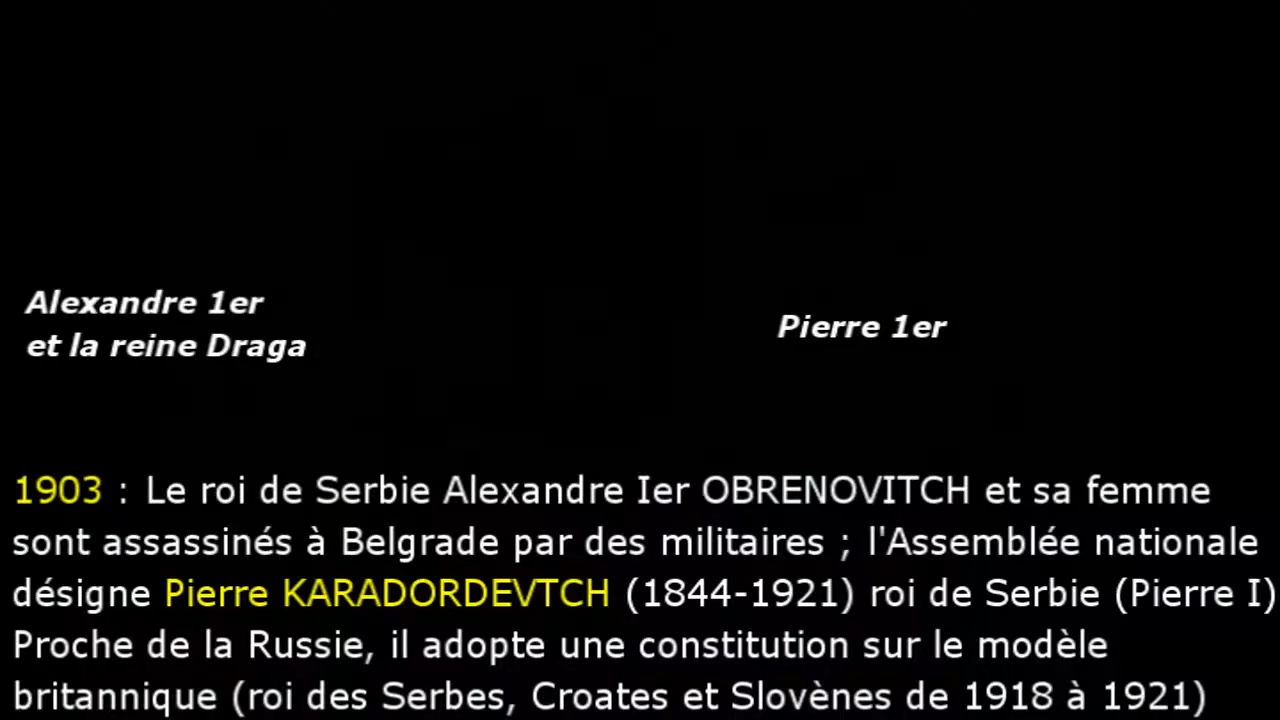 Alexandre 1er
et la reine Draga
Pierre 1er
1903 : Le roi de Serbie Alexandre Ier OBRENOVITCH et sa femme
sont assassinés à Belgrade par des militaires ; l'Assemblée nationale
désigne Pierre KARADORDEVTCH (1844-1921) roi de Serbie (Pierre I)
Proche de la Russie, il adopte une constitution sur le modèle
britannique (roi des Serbes, Croates et Slovènes de 1918 à 1921)